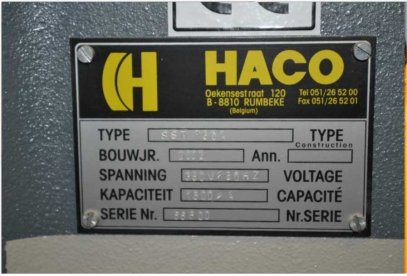 HACO
Oekensestraat 120
B - 8810 RUMBEKE
(Belgium)
Tel 051/26 52 00
Fax 051/26 52 01
TYPE TYPE
Construction
BOUWJR. Ann.
SPANNING VOLTAGE
KAPACITEIT CAPACITÉ
SERIE Nr. Nr. SERIE